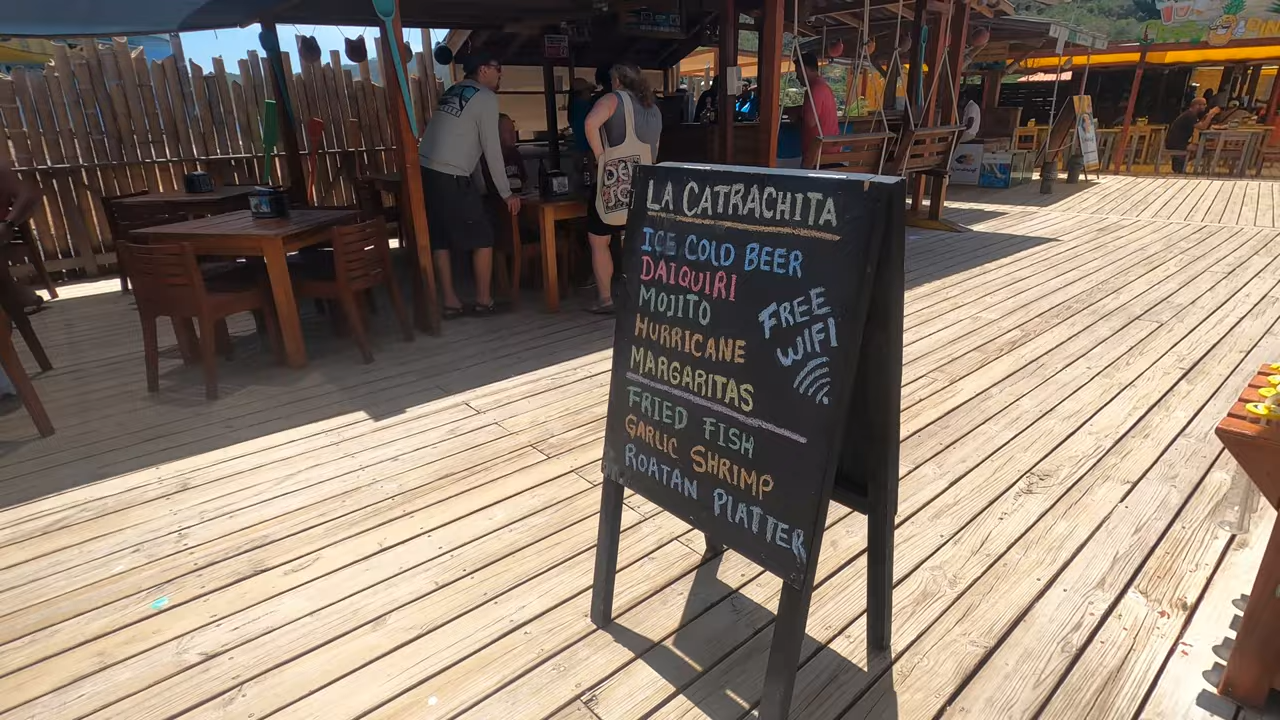 LA CATRACHITA
ICE COLD BEER
DAIQUIRI
MOJITO
HURRICANE
MARGARITAS
FREE
WIFI
FRIED FISH
GARLIC SHRIMP
ROATAN PLATTER